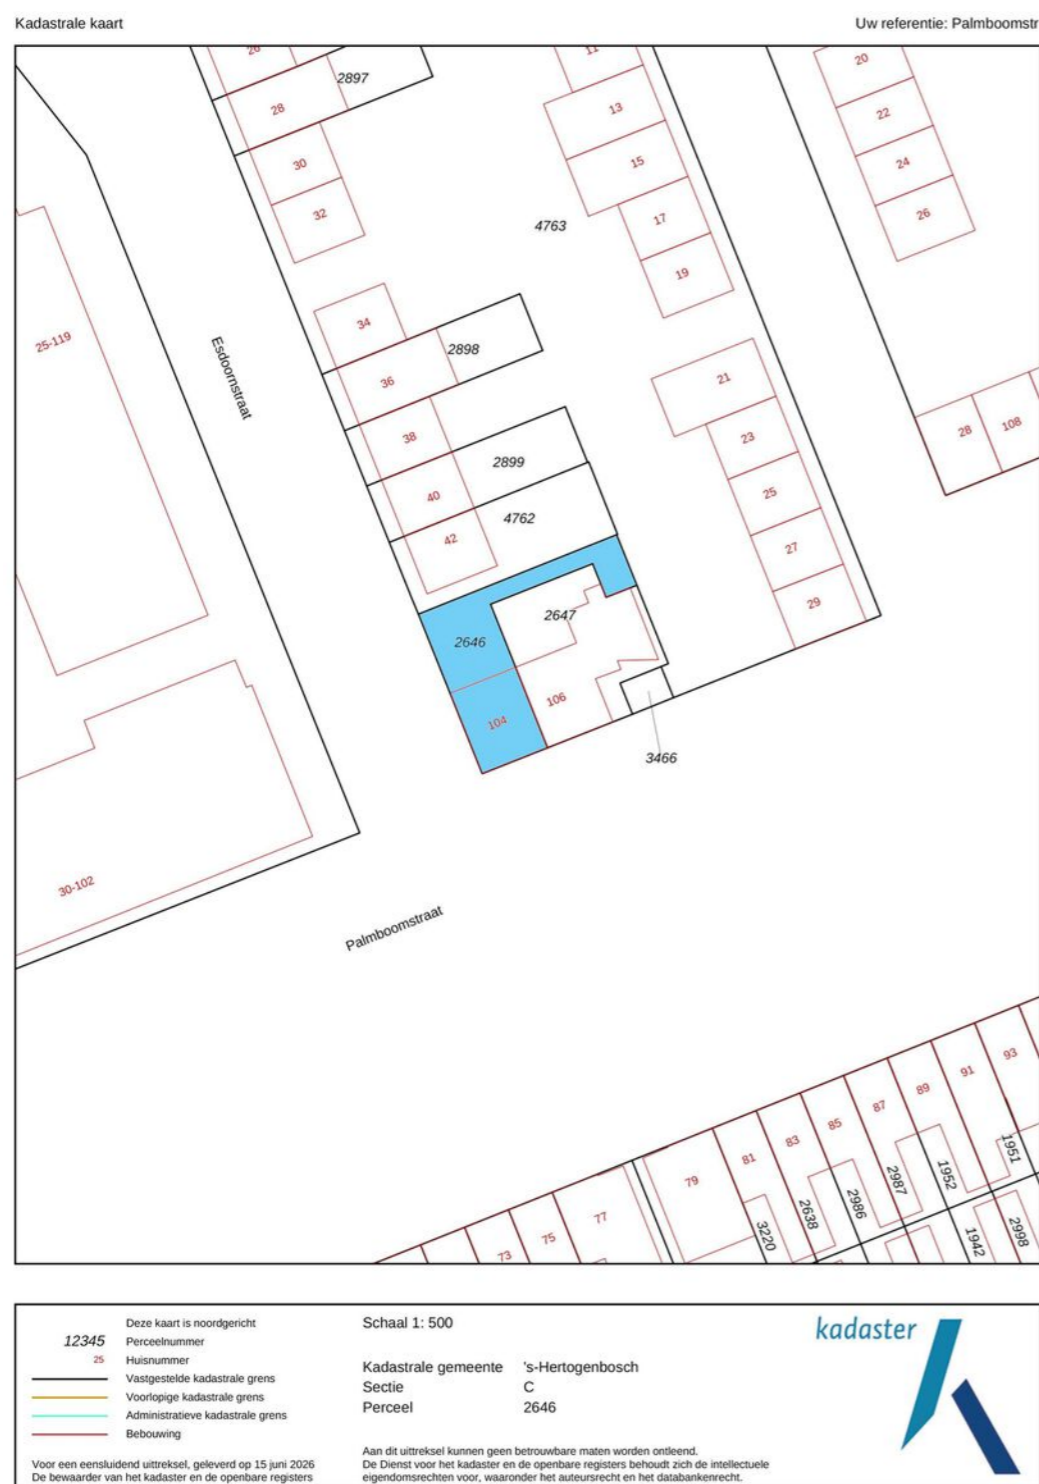 Kadastrale kaart
Uw referentie: Palmboomstr
26
2897
11
20
28
13
22
30
15
24
32
4763
17
26
19
25-119
Esdoornstraat
34
2898
36
21
38
23
28
108
2899
40
25
4762
42
27
29
2647
2646
106
104
3466
30-102
Palmboomstraat
93
91
89
87
85
83
81
79
77
75
73
1951
1952
2987
2986
2638
3220
1942
2998
Deze kaart is noordgericht
12345 Perceelnummer
25 Huisnummer
Vastgestelde kadastrale grens
Voorlopige kadastrale grens
Administratieve kadastrale grens
Bebouwing
Voor een eensluidend uittreksel, geleverd op 15 juni 2026
De bewaarder van het kadaster en de openbare registers
Schaal 1: 500
Kadastrale gemeente 's-Hertogenbosch
Sectie C
Perceel 2646
Aan dit uittreksel kunnen geen betrouwbare maten worden ontleend.
De Dienst voor het kadaster en de openbare registers behoudt zich de intellectuele
eigendomsrechten voor, waaronder het auteursrecht en het databankenrecht.
kadaster